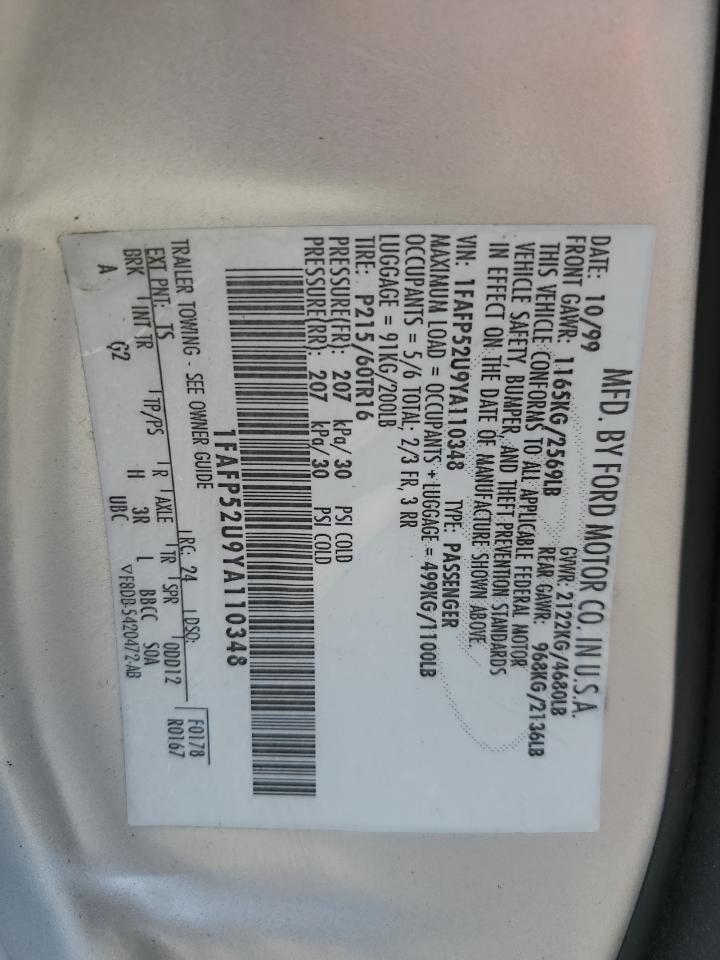 MFD. BY FORD MOTOR CO. IN U.S.A.
DATE: 10/99 GVWR: 2122KG/4680LB
FRONT GAWR: 1165KG/2569LB REAR GAWR: 968KG/2136LB
THIS VEHICLE CONFORMS TO ALL APPLICABLE FEDERAL MOTOR
VEHICLE SAFETY, BUMPER, AND THEFT PREVENTION STANDARDS
IN EFFECT ON THE DATE OF MANUFACTURE SHOWN ABOVE.
VIN: 1FAFP52U9YA110348 TYPE: PASSENGER
MAXIMUM LOAD = OCCUPANTS + LUGGAGE = 499KG/1100LB
OCCUPANTS = 5/6 TOTAL, 2/3 FR, 3 RR
LUGGAGE = 91KG/200LB
TIRE: P215/60TR16
PRESSURE(FR): 207 kPa/30 PSI COLD
PRESSURE(RR): 207 kPa/30 PSI COLD
1FAFP52U9YA110348
TRAILER TOWING - SEE OWNER GUIDE
EXT PNT: TS RC: 24 DSO: F0178
BRK INT TR TP/PS R AXLE TR SPR 0DD12 R0167
A G2 H 3R L BBCC SOA
UBC ▽F8DB-5420472-AB